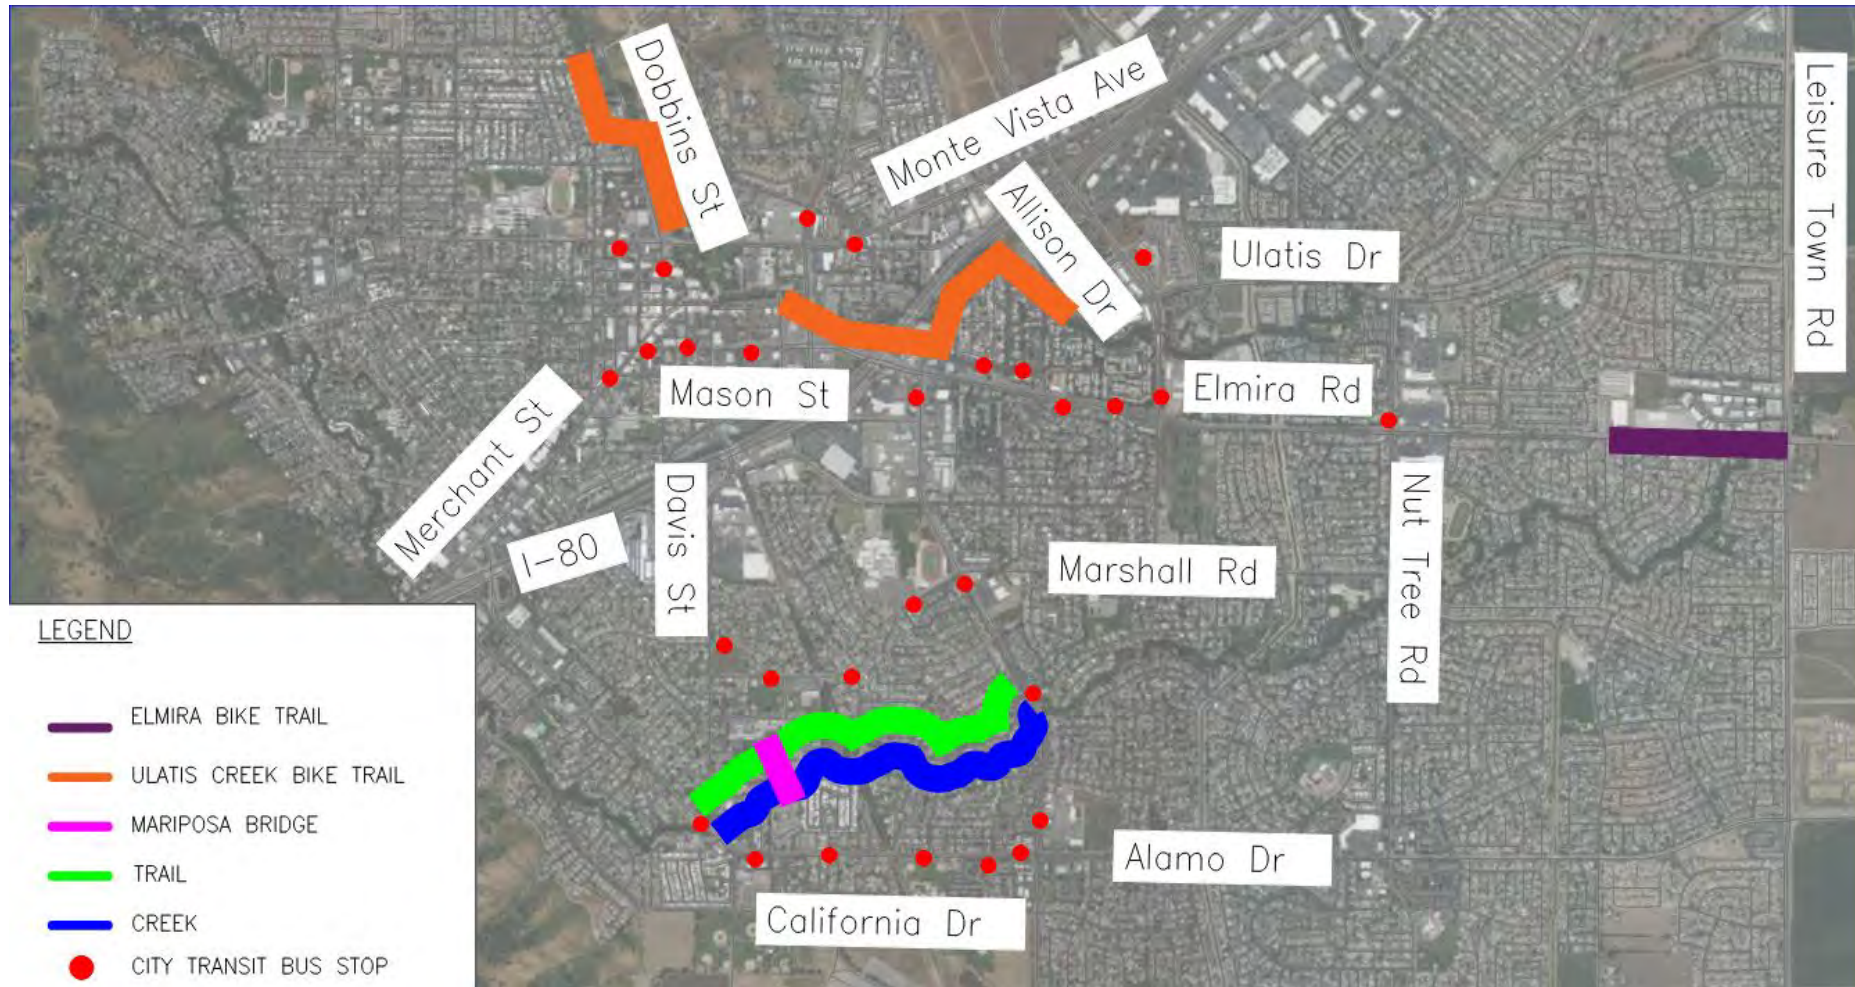 Dobbins St
Monte Vista Ave
Leisure Town Rd
Allison Dr
Ulatis Dr
Mason St
Elmira Rd
Merchant St
I-80
Davis St
Marshall Rd
Nut Tree Rd
Alamo Dr
California Dr
LEGEND
ELMIRA BIKE TRAIL
ULATIS CREEK BIKE TRAIL
MARIPOSA BRIDGE
TRAIL
CREEK
CITY TRANSIT BUS STOP